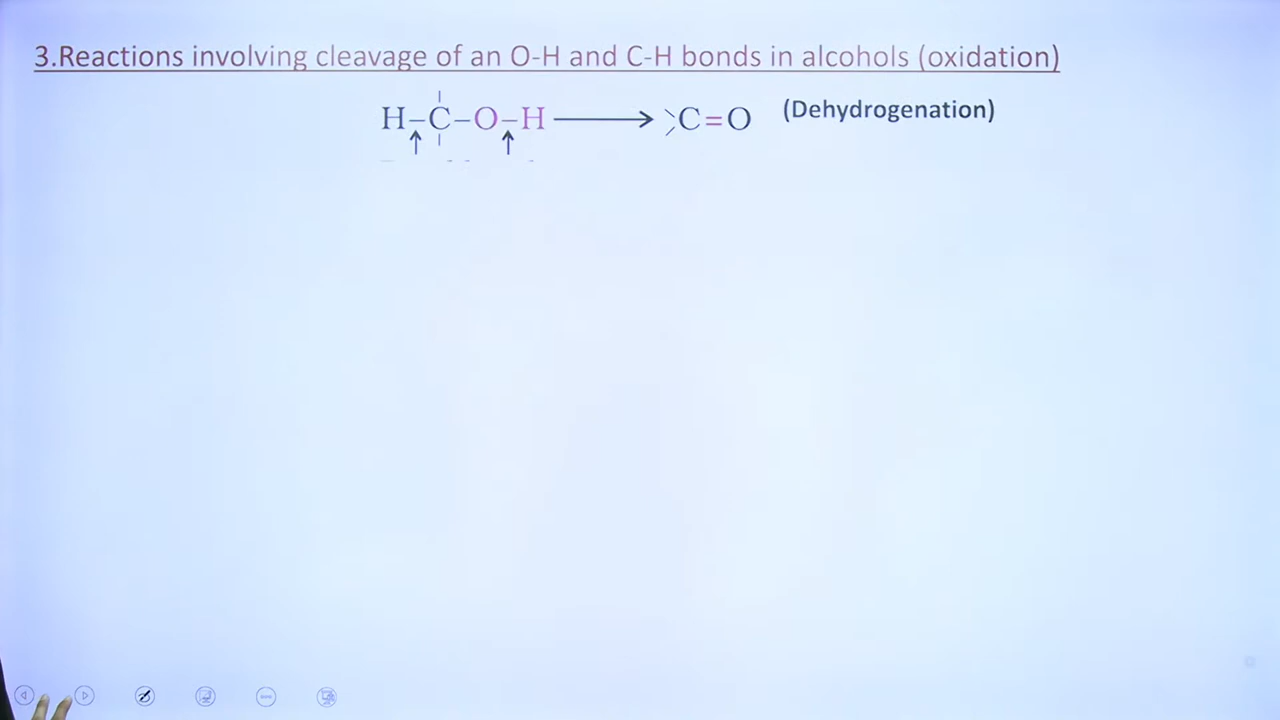 3.Reactions involving cleavage of an O-H and C-H bonds in alcohols (oxidation)
H–C–O–H ⟶ C=O (Dehydrogenation)